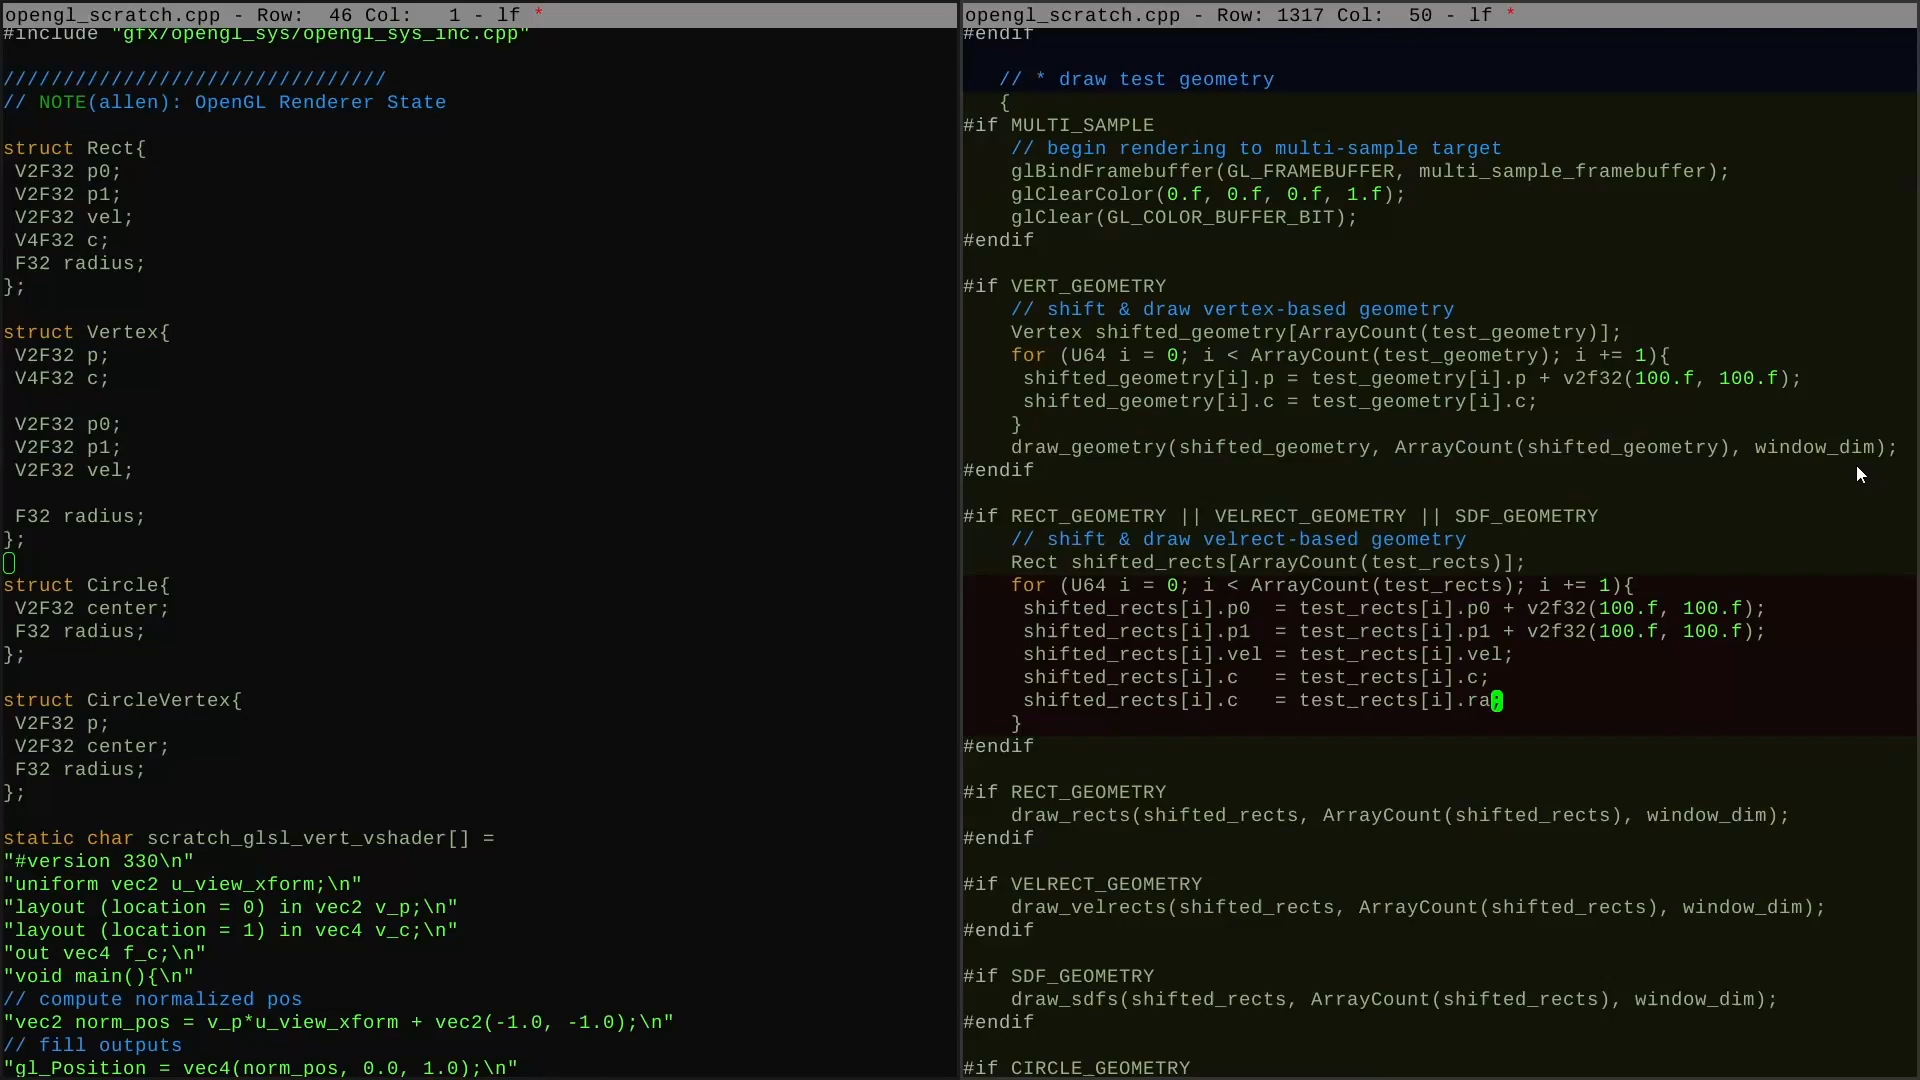 opengl_scratch.cpp - Row:  46 Col:   1 - lf *
#include "gfx/opengl_sys/opengl_sys_inc.cpp"
////////////////////////////////
// NOTE(allen): OpenGL Renderer State
struct Rect{
 V2F32 p0;
 V2F32 p1;
 V2F32 vel;
 V4F32 c;
 F32 radius;
};
struct Vertex{
 V2F32 p;
 V4F32 c;
 V2F32 p0;
 V2F32 p1;
 V2F32 vel;
 F32 radius;
};
struct Circle{
 V2F32 center;
 F32 radius;
};
struct CircleVertex{
 V2F32 p;
 V2F32 center;
 F32 radius;
};
static char scratch_glsl_vert_vshader[] =
"#version 330\n"
"uniform vec2 u_view_xform;\n"
"layout (location = 0) in vec2 v_p;\n"
"layout (location = 1) in vec4 v_c;\n"
"out vec4 f_c;\n"
"void main(){\n"
// compute normalized pos
"vec2 norm_pos = v_p*u_view_xform + vec2(-1.0, -1.0);\n"
// fill outputs
"gl_Position = vec4(norm_pos, 0.0, 1.0);\n"
opengl_scratch.cpp - Row: 1317 Col:  50 - lf *
#endif
   // * draw test geometry
   {
#if MULTI_SAMPLE
    // begin rendering to multi-sample target
    glBindFramebuffer(GL_FRAMEBUFFER, multi_sample_framebuffer);
    glClearColor(0.f, 0.f, 0.f, 1.f);
    glClear(GL_COLOR_BUFFER_BIT);
#endif
#if VERT_GEOMETRY
    // shift & draw vertex-based geometry
    Vertex shifted_geometry[ArrayCount(test_geometry)];
    for (U64 i = 0; i < ArrayCount(test_geometry); i += 1){
     shifted_geometry[i].p = test_geometry[i].p + v2f32(100.f, 100.f);
     shifted_geometry[i].c = test_geometry[i].c;
    }
    draw_geometry(shifted_geometry, ArrayCount(shifted_geometry), window_dim);
#endif
#if RECT_GEOMETRY || VELRECT_GEOMETRY || SDF_GEOMETRY
    // shift & draw velrect-based geometry
    Rect shifted_rects[ArrayCount(test_rects)];
    for (U64 i = 0; i < ArrayCount(test_rects); i += 1){
     shifted_rects[i].p0  = test_rects[i].p0 + v2f32(100.f, 100.f);
     shifted_rects[i].p1  = test_rects[i].p1 + v2f32(100.f, 100.f);
     shifted_rects[i].vel = test_rects[i].vel;
     shifted_rects[i].c   = test_rects[i].c;
     shifted_rects[i].c   = test_rects[i].ra;
    }
#endif
#if RECT_GEOMETRY
    draw_rects(shifted_rects, ArrayCount(shifted_rects), window_dim);
#endif
#if VELRECT_GEOMETRY
    draw_velrects(shifted_rects, ArrayCount(shifted_rects), window_dim);
#endif
#if SDF_GEOMETRY
    draw_sdfs(shifted_rects, ArrayCount(shifted_rects), window_dim);
#endif
#if CIRCLE_GEOMETRY